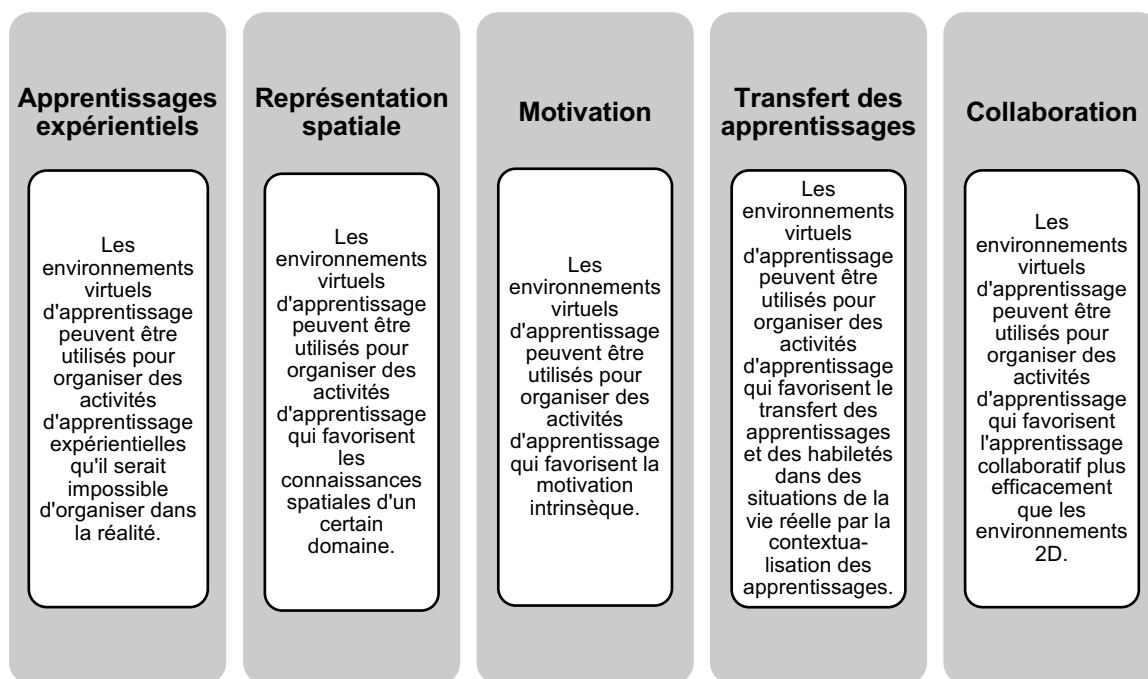 Apprentissages
expérientiels
Les
environnements
virtuels
d'apprentissage
peuvent être
utilisés pour
organiser des
activités
d'apprentissage
expérientielles
qu'il serait
impossible
d'organiser dans
la réalité.
Représentation
spatiale
Les
environnements
virtuels
d'apprentissage
peuvent être
utilisés pour
organiser des
activités
d'apprentissage
qui favorisent
les
connaissances
spatiales d'un
certain
domaine.
Motivation
Les
environnements
virtuels
d'apprentissage
peuvent être
utilisés pour
organiser des
activités
d'apprentissage
qui favorisent la
motivation
intrinsèque.
Transfert des
apprentissages
Les
environnements
virtuels
d'apprentissage
peuvent être
utilisés pour
organiser des
activités
d'apprentissage
qui favorisent le
transfert des
apprentissages
et des habiletés
dans des
situations de la
vie réelle par la
contextua-
lisation des
apprentissages.
Collaboration
Les
environnements
virtuels
d'apprentissage
peuvent être
utilisés pour
organiser des
activités
d'apprentissage
qui favorisent
l'apprentissage
collaboratif plus
efficacement
que les
environnements
2D.